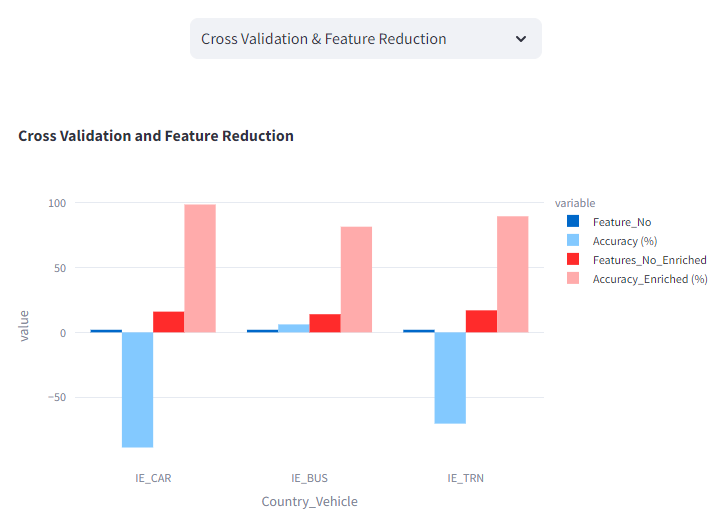 Cross Validation & Feature Reduction
Cross Validation and Feature Reduction
variable
Feature_No
Accuracy (%)
Features_No_Enriched
Accuracy_Enriched (%)
100
50
0
−50
value
IE_CAR
IE_BUS
IE_TRN
Country_Vehicle